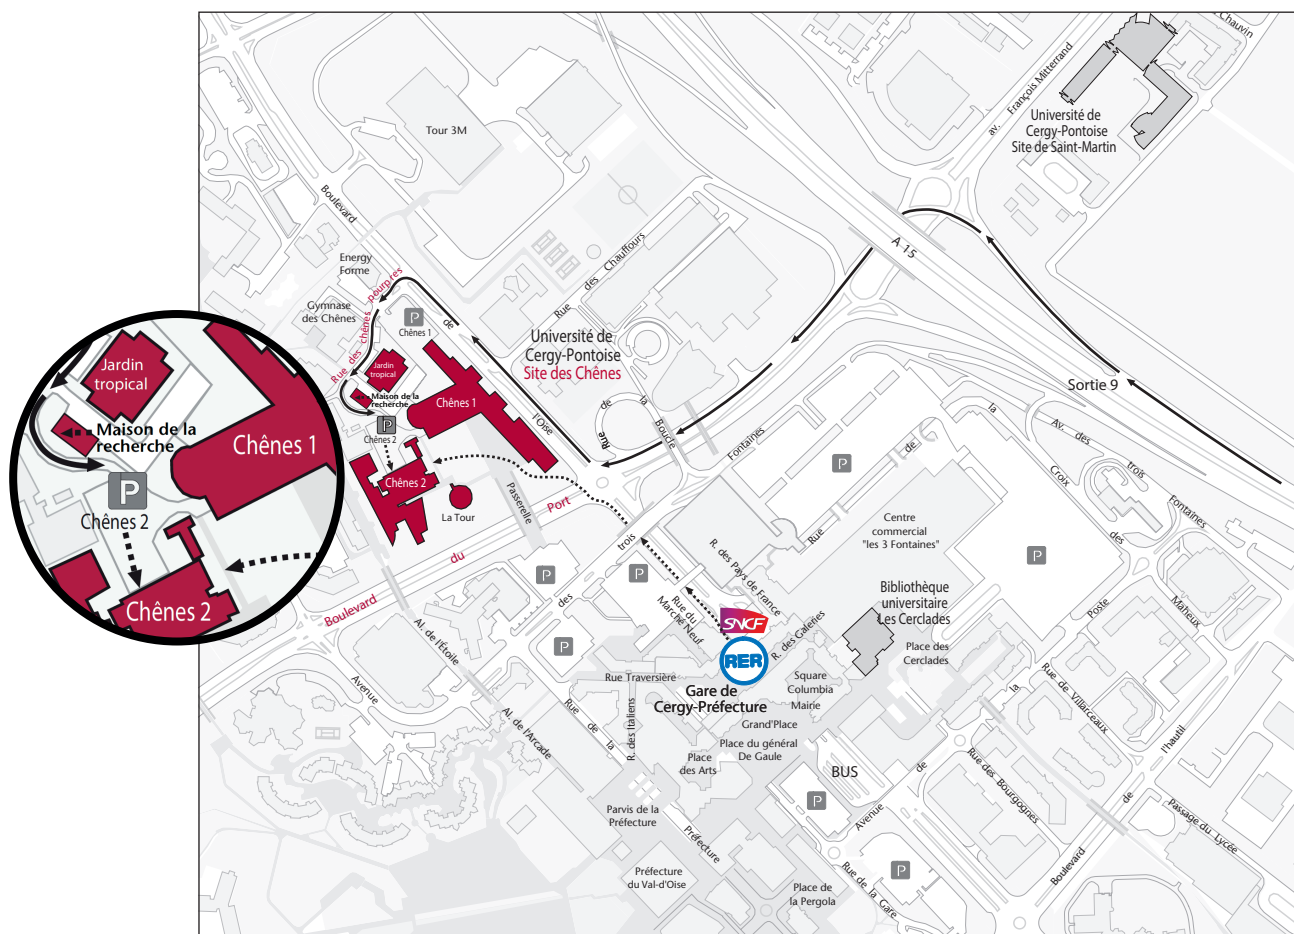 Chauvin
av. François Mitterrand
Université de
Cergy-Pontoise
Site de Saint-Martin
Tour 3M
Boulevard
de
l'Oise
Energy
Forme
Rue des chênes pourpres
Gymnase
des Chênes
P
Chênes 1
Rue des Chauffours
A 15
Université de
Cergy-Pontoise
Site des Chênes
Sortie 9
Jardin
tropical
Maison de la
recherche
Chênes 1
P
Chênes 2
Chênes 2
La Tour
Passerelle
Jardin
tropical
Maison de la
recherche
Chênes 1
P
Chênes 2
Chênes 2
Rue de la Boucle
Av. des trois Fontaines
la Croix des Maheux
Boulevard du Port
Avenue des trois Fontaines
P
Rue de
Centre
commercial
"les 3 Fontaines"
P
P
P
P
R. des Pays de France
Rue du
Marché Neuf
SNCF
RER
Gare de
Cergy-Préfecture
R. des Galeries
Bibliothèque
universitaire
Les Cerclades
Place des
Cerclades
Square
Columbia
Mairie
Grand'Place
Place du général
De Gaule
Place
des Arts
Rue Traversière
R. des Italiens
Rue de la Préfecture
Al. de l'Étoile
Al. de l'Arcade
BUS
P
Avenue de la Poste
Rue de Villarceaux
Rue des Bourgognes
Boulevard de l'hautil
Passage du Lycée
Parvis de la
Préfecture
Préfecture
du Val-d'Oise
Place de
la Pergola
Rue de la Gare
P